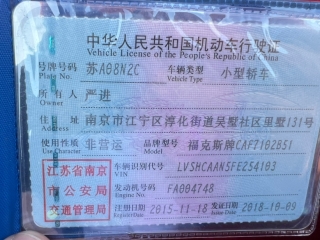 中华人民共和国机动车行驶证
Vehicle License of the People's Republic of China
号牌号码 苏A08N2C 车辆类型 小型轿车
Plate No. Vehicle Type
所有人 严进
Owner
住址 南京市江宁区淳化街道吴墅社区里墅131号
Address
使用性质 非营运 品牌型号 福克斯牌CAF7162B51
Use Character Model
江苏省南京市公安局交通管理局
车辆识别代号 LVSHCAAN5FE254103
VIN
发动机号码 FA004748
Engine No.
注册日期 2015-11-18 发证日期 2018-10-09
Register Date Issue Date